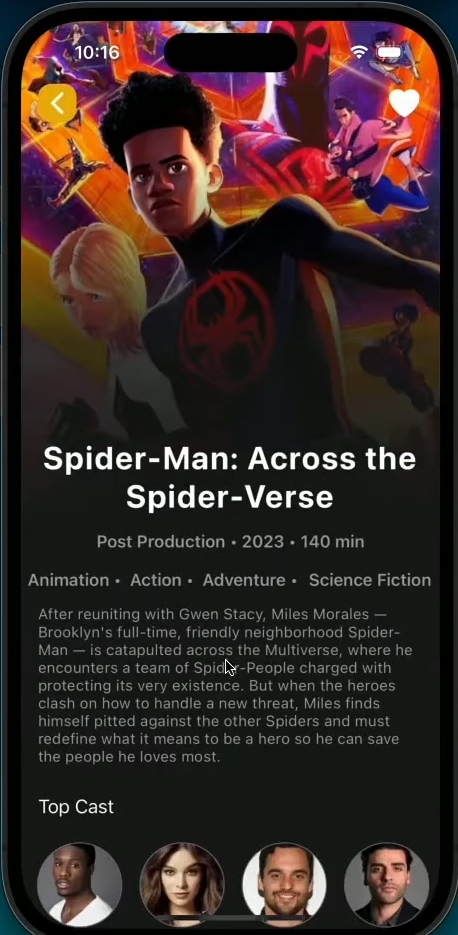 10:16
Spider-Man: Across the
Spider-Verse
Post Production • 2023 • 140 min
Animation • Action • Adventure • Science Fiction
After reuniting with Gwen Stacy, Miles Morales —
Brooklyn's full-time, friendly neighborhood Spider-
Man — is catapulted across the Multiverse, where he
encounters a team of Spider-People charged with
protecting its very existence. But when the heroes
clash on how to handle a new threat, Miles finds
himself pitted against the other Spiders and must
redefine what it means to be a hero so he can save
the people he loves most.
Top Cast